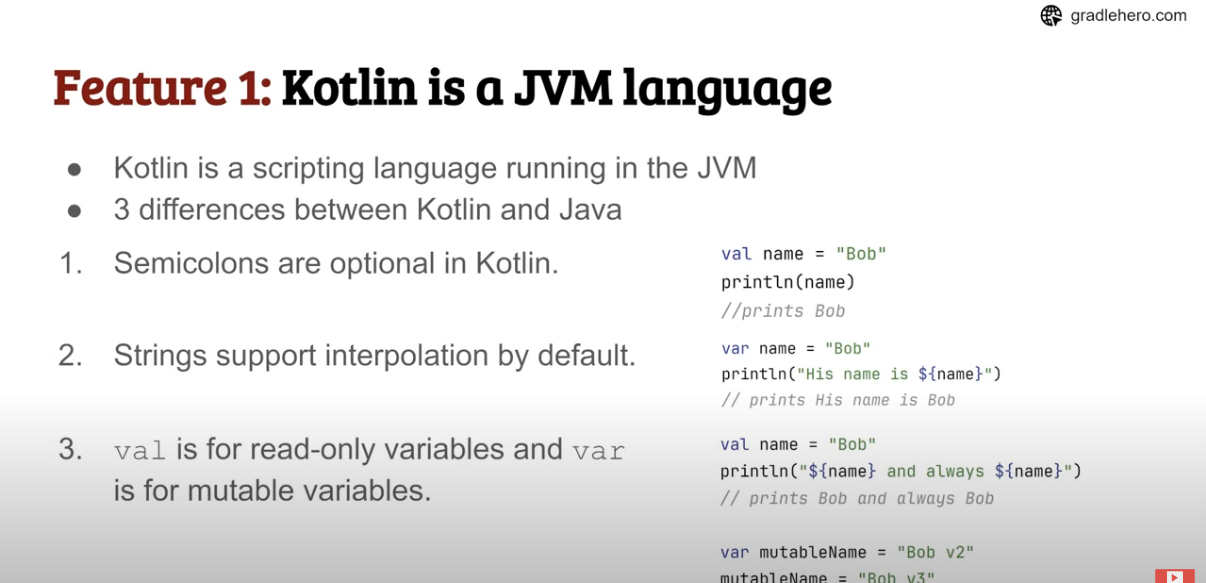 gradlehero.com
Feature 1: Kotlin is a JVM language
● Kotlin is a scripting language running in the JVM
● 3 differences between Kotlin and Java
1. Semicolons are optional in Kotlin.
val name = "Bob"
println(name)
//prints Bob
2. Strings support interpolation by default.
var name = "Bob"
println("His name is ${name}")
// prints His name is Bob
3. val is for read-only variables and var
is for mutable variables.
val name = "Bob"
println("${name} and always ${name}")
// prints Bob and always Bob
var mutableName = "Bob v2"
mutableName = "Bob v3"